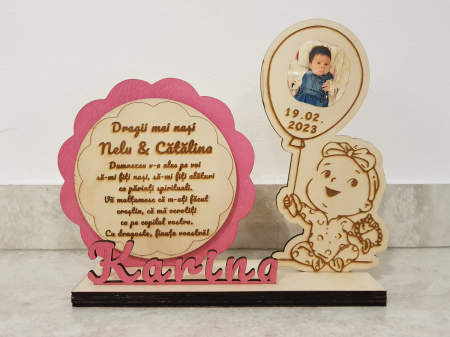 Dragii mei nași
Nelu & Cătălina
Dumnezeu v-a ales pe voi
să-mi fiți nași, să-mi fiți alături
ca părinți spirituali.
Vă mulțumesc că m-ați făcut
creștin, că mă ocrotiți
ca pe copilul vostru.
Cu dragoste, finuța voastră!
Karina
19.02.
2023